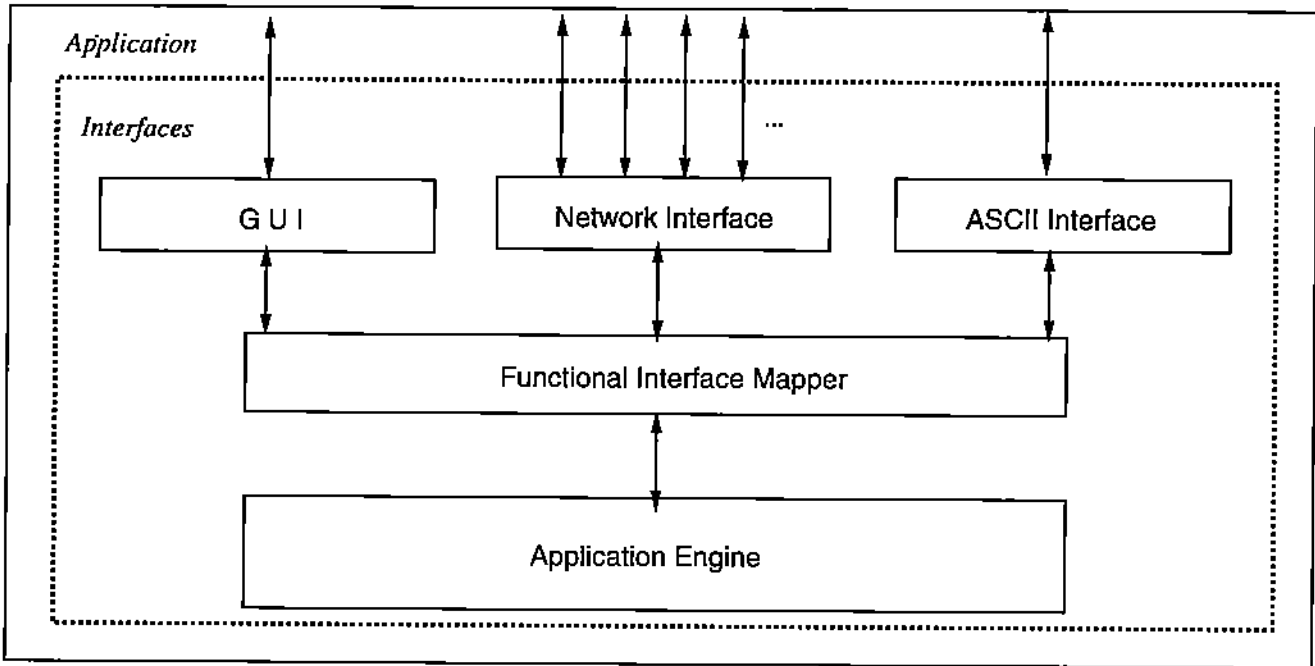 Application
Interfaces
...
G U I
Network Interface
ASCII Interface
Functional Interface Mapper
Application Engine